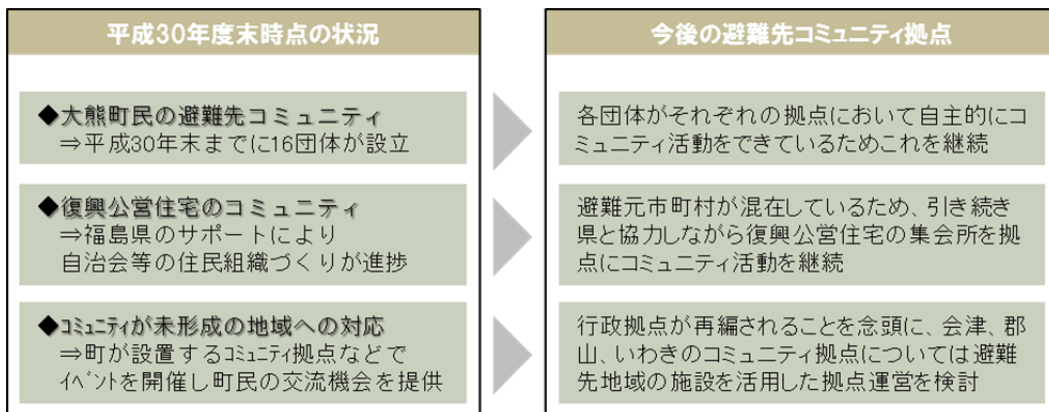 平成30年度末時点の状況
◆大熊町民の避難先コミュニティ
⇒平成30年末までに16団体が設立
◆復興公営住宅のコミュニティ
⇒福島県のサポートにより
自治会等の住民組織づくりが進捗
◆ｺﾐｭﾆﾃｨが未形成の地域への対応
⇒町が設置するｺﾐｭﾆﾃｨ拠点などで
ｲﾍﾞﾝﾄを開催し町民の交流機会を提供
今後の避難先コミュニティ拠点
各団体がそれぞれの拠点において自主的にコ
ミュニティ活動をできているためこれを継続
避難元市町村が混在しているため、引き続き
県と協力しながら復興公営住宅の集会所を拠
点にコミュニティ活動を継続
行政拠点が再編されることを念頭に、会津、郡
山、いわきのコミュニティ拠点については避難
先地域の施設を活用した拠点運営を検討